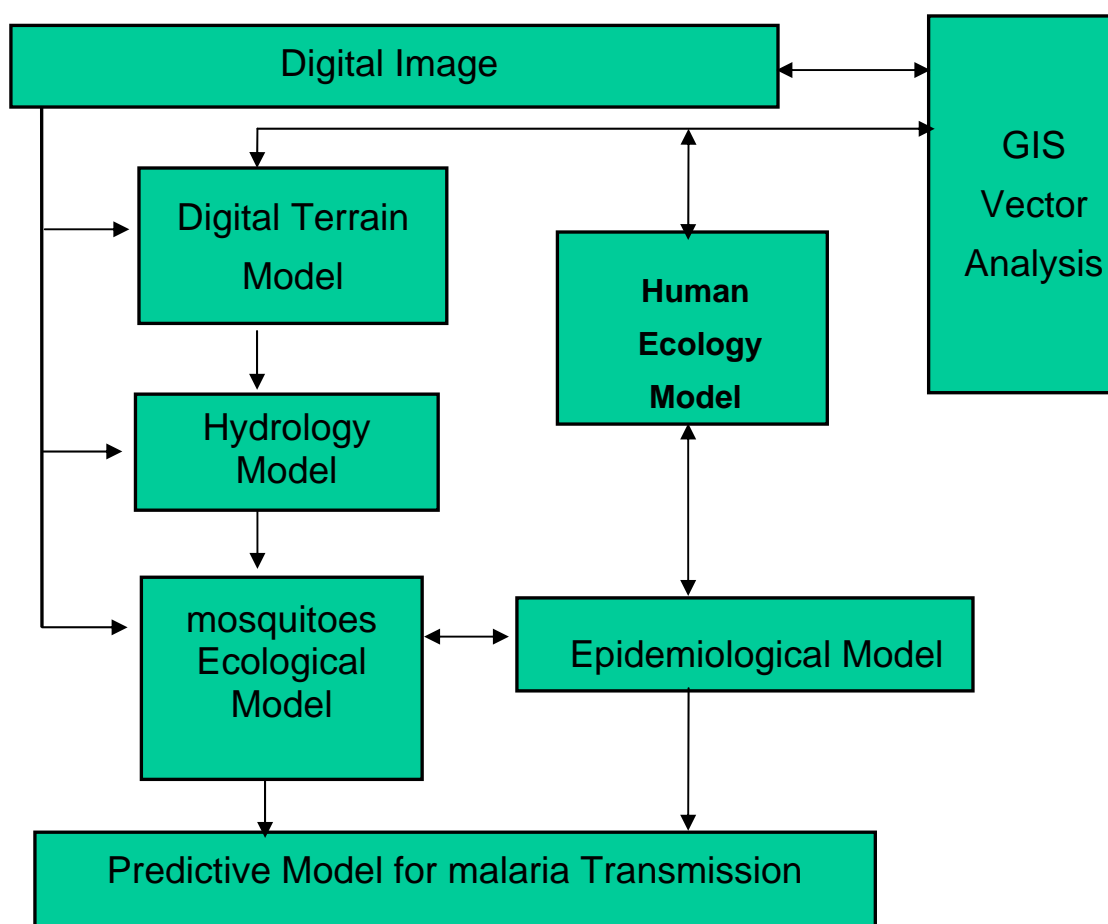 Digital Image
GIS
Vector
Analysis
Digital Terrain
Model
Human
Ecology
Model
Hydrology
Model
mosquitoes
Ecological
Model
Epidemiological Model
Predictive Model for malaria Transmission